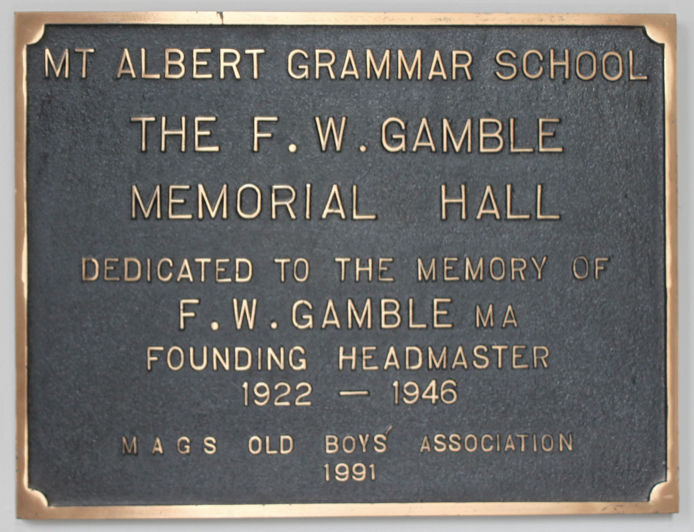 MT ALBERT GRAMMAR SCHOOL
THE F.W.GAMBLE
MEMORIAL HALL
DEDICATED TO THE MEMORY OF
F.W.GAMBLE MA
FOUNDING HEADMASTER
1922 — 1946
MAGS OLD BOYS' ASSOCIATION
1991